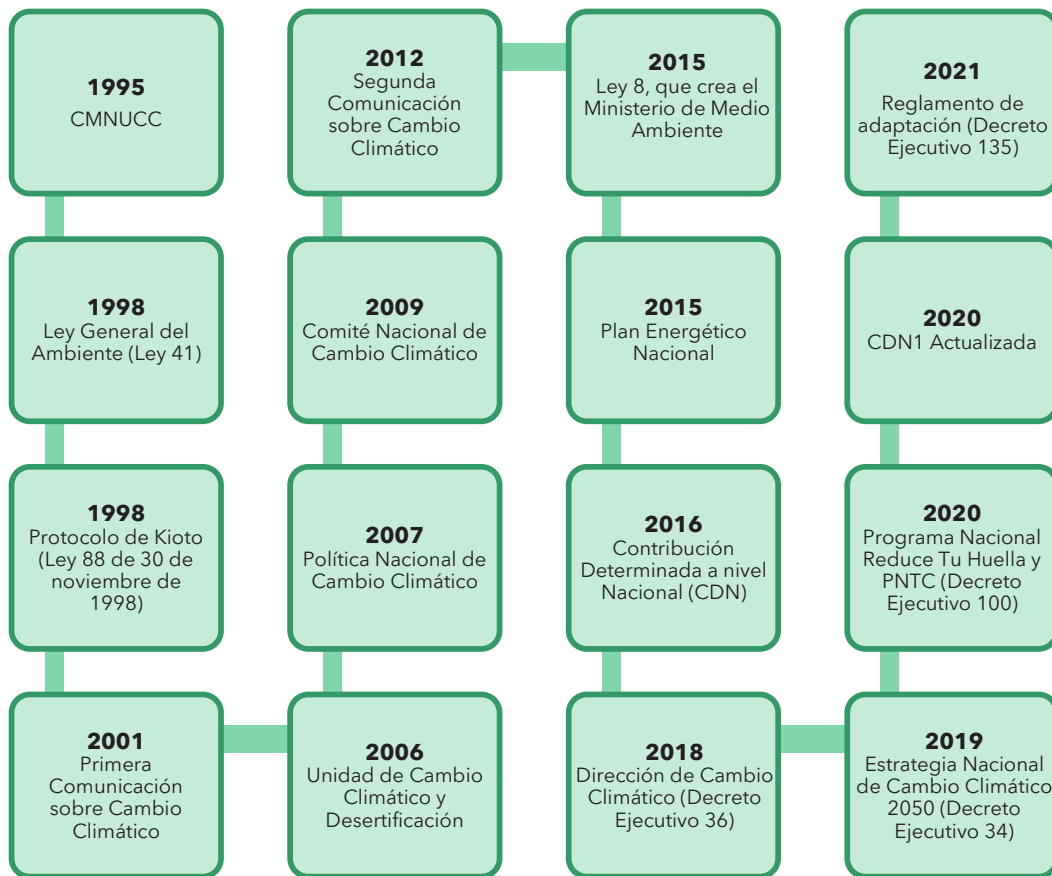 1995
CMNUCC
1998
Ley General del
Ambiente (Ley 41)
1998
Protocolo de Kioto
(Ley 88 de 30 de
noviembre de
1998)
2001
Primera
Comunicación
sobre Cambio
Climático
2006
Unidad de Cambio
Climático y
Desertificación
2007
Política Nacional de
Cambio Climático
2009
Comité Nacional de
Cambio Climático
2012
Segunda
Comunicación
sobre Cambio
Climático
2015
Ley 8, que crea el
Ministerio de Medio
Ambiente
2015
Plan Energético
Nacional
2016
Contribución
Determinada a nivel
Nacional (CDN)
2018
Dirección de Cambio
Climático (Decreto
Ejecutivo 36)
2019
Estrategia Nacional
de Cambio Climático
2050 (Decreto
Ejecutivo 34)
2020
Programa Nacional
Reduce Tu Huella y
PNTC (Decreto
Ejecutivo 100)
2020
CDN1 Actualizada
2021
Reglamento de
adaptación (Decreto
Ejecutivo 135)